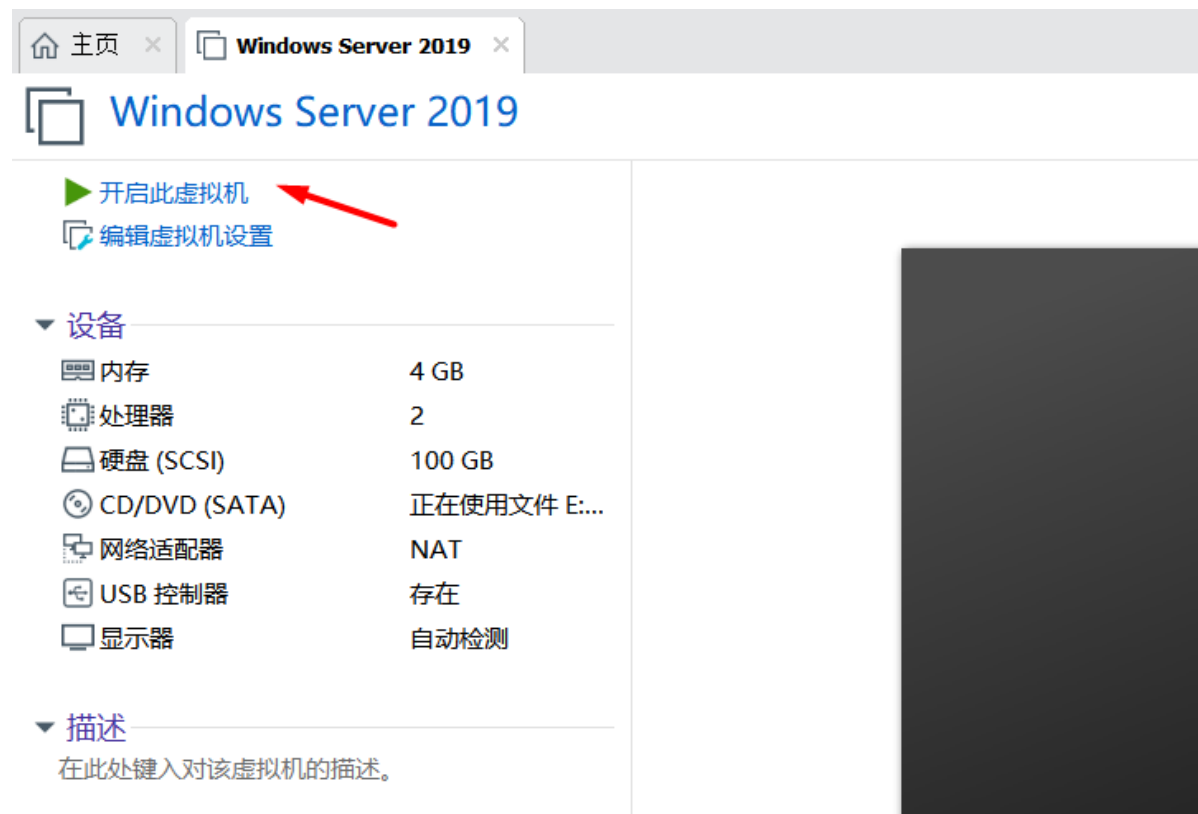 主页
Windows Server 2019
Windows Server 2019
开启此虚拟机
编辑虚拟机设置
设备
内存 4 GB
处理器 2
硬盘 (SCSI) 100 GB
CD/DVD (SATA) 正在使用文件 E:...
网络适配器 NAT
USB 控制器 存在
显示器 自动检测
描述
在此处键入对该虚拟机的描述。